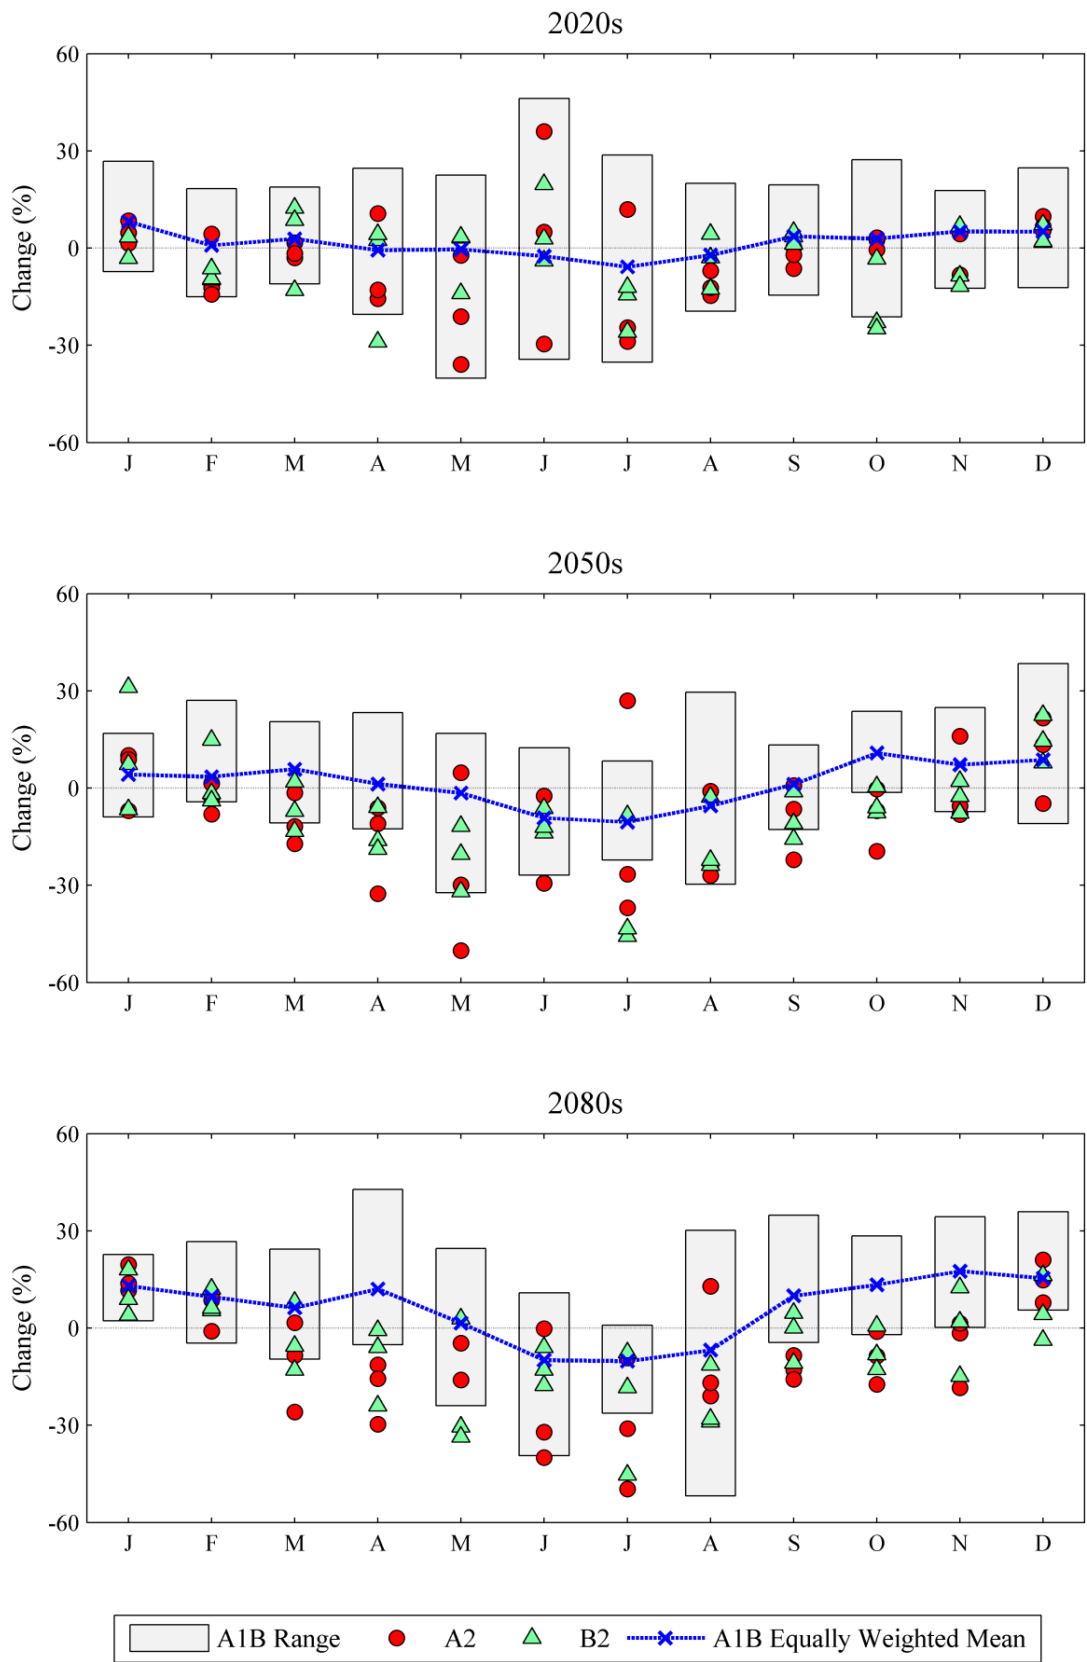 2020s
Change (%)
60
30
0
-30
-60
J F M A M J J A S O N D
2050s
Change (%)
60
30
0
-30
-60
J F M A M J J A S O N D
2080s
Change (%)
60
30
0
-30
-60
J F M A M J J A S O N D
A1B Range A2 B2 A1B Equally Weighted Mean